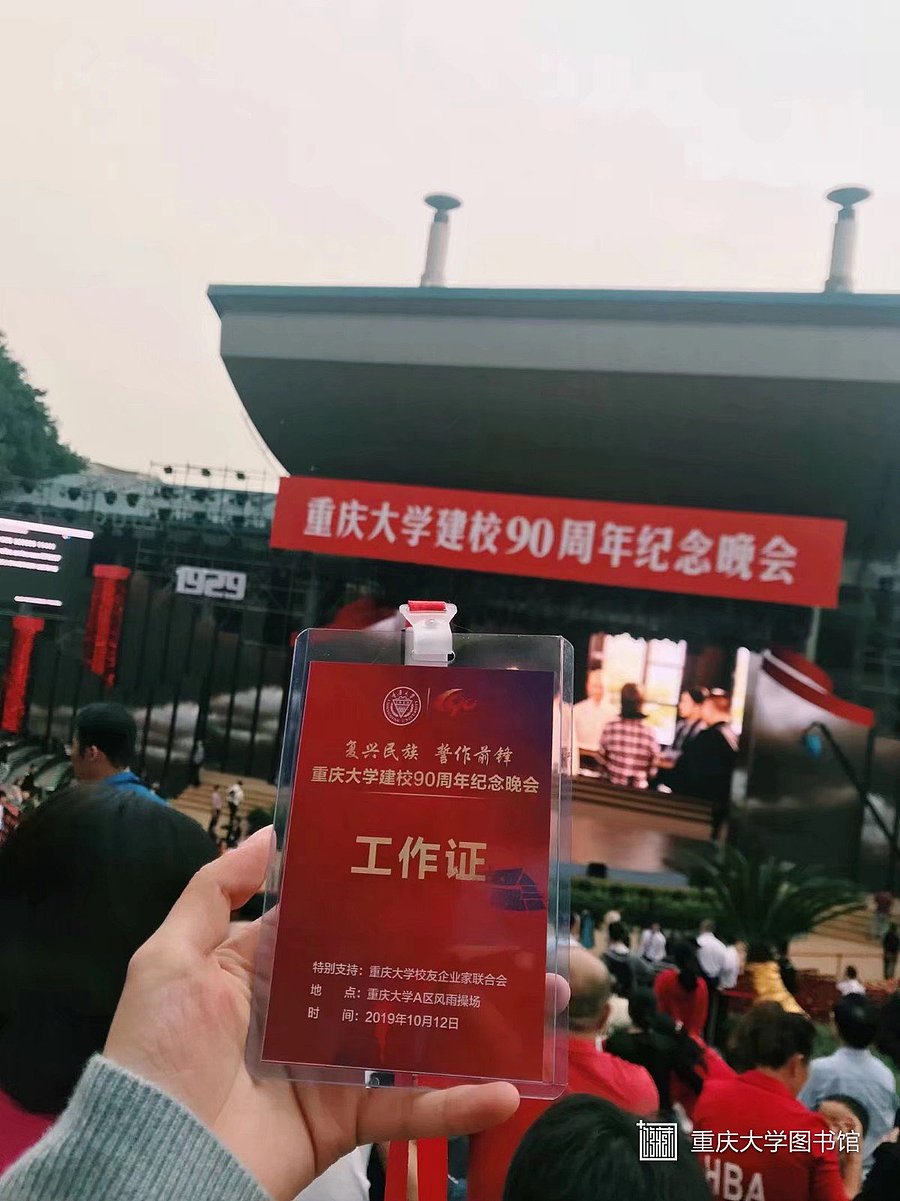 重庆大学建校90周年纪念晚会
1929
复兴民族 誓作前锋
重庆大学建校90周年纪念晚会
工作证
特别支持：重庆大学校友企业家联合会
地 点：重庆大学A区风雨操场
时 间：2019年10月12日
HBA
重庆大学图书馆